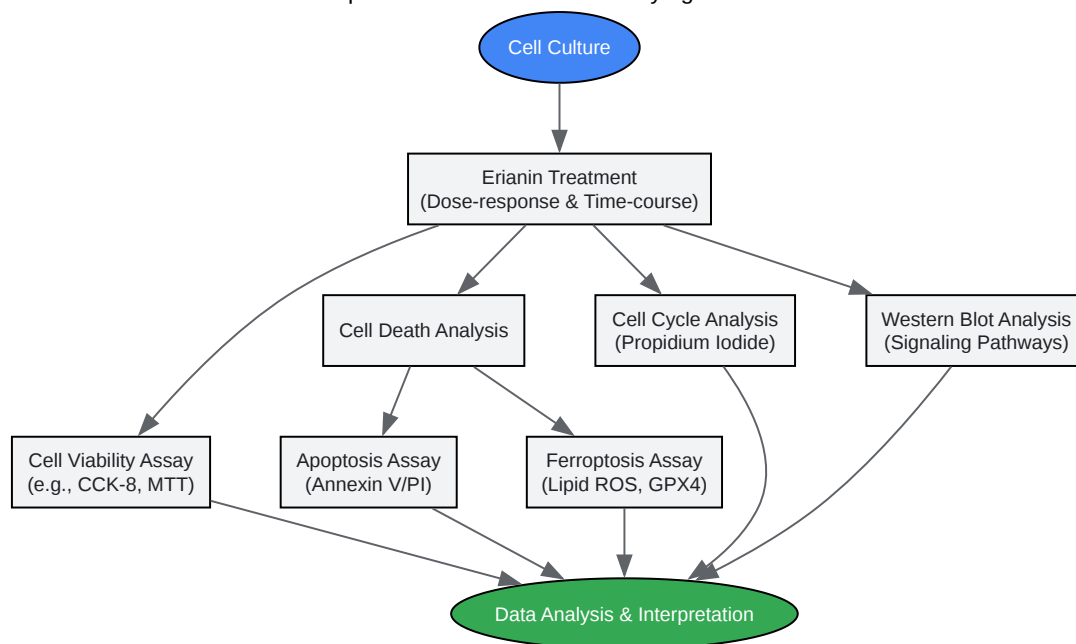 Cell Culture
Erianin Treatment
(Dose-response & Time-course)
Cell Death Analysis
Cell Cycle Analysis
(Propidium Iodide)
Western Blot Analysis
(Signaling Pathways)
Cell Viability Assay
(e.g., CCK-8, MTT)
Apoptosis Assay
(Annexin V/PI)
Ferroptosis Assay
(Lipid ROS, GPX4)
Data Analysis & Interpretation